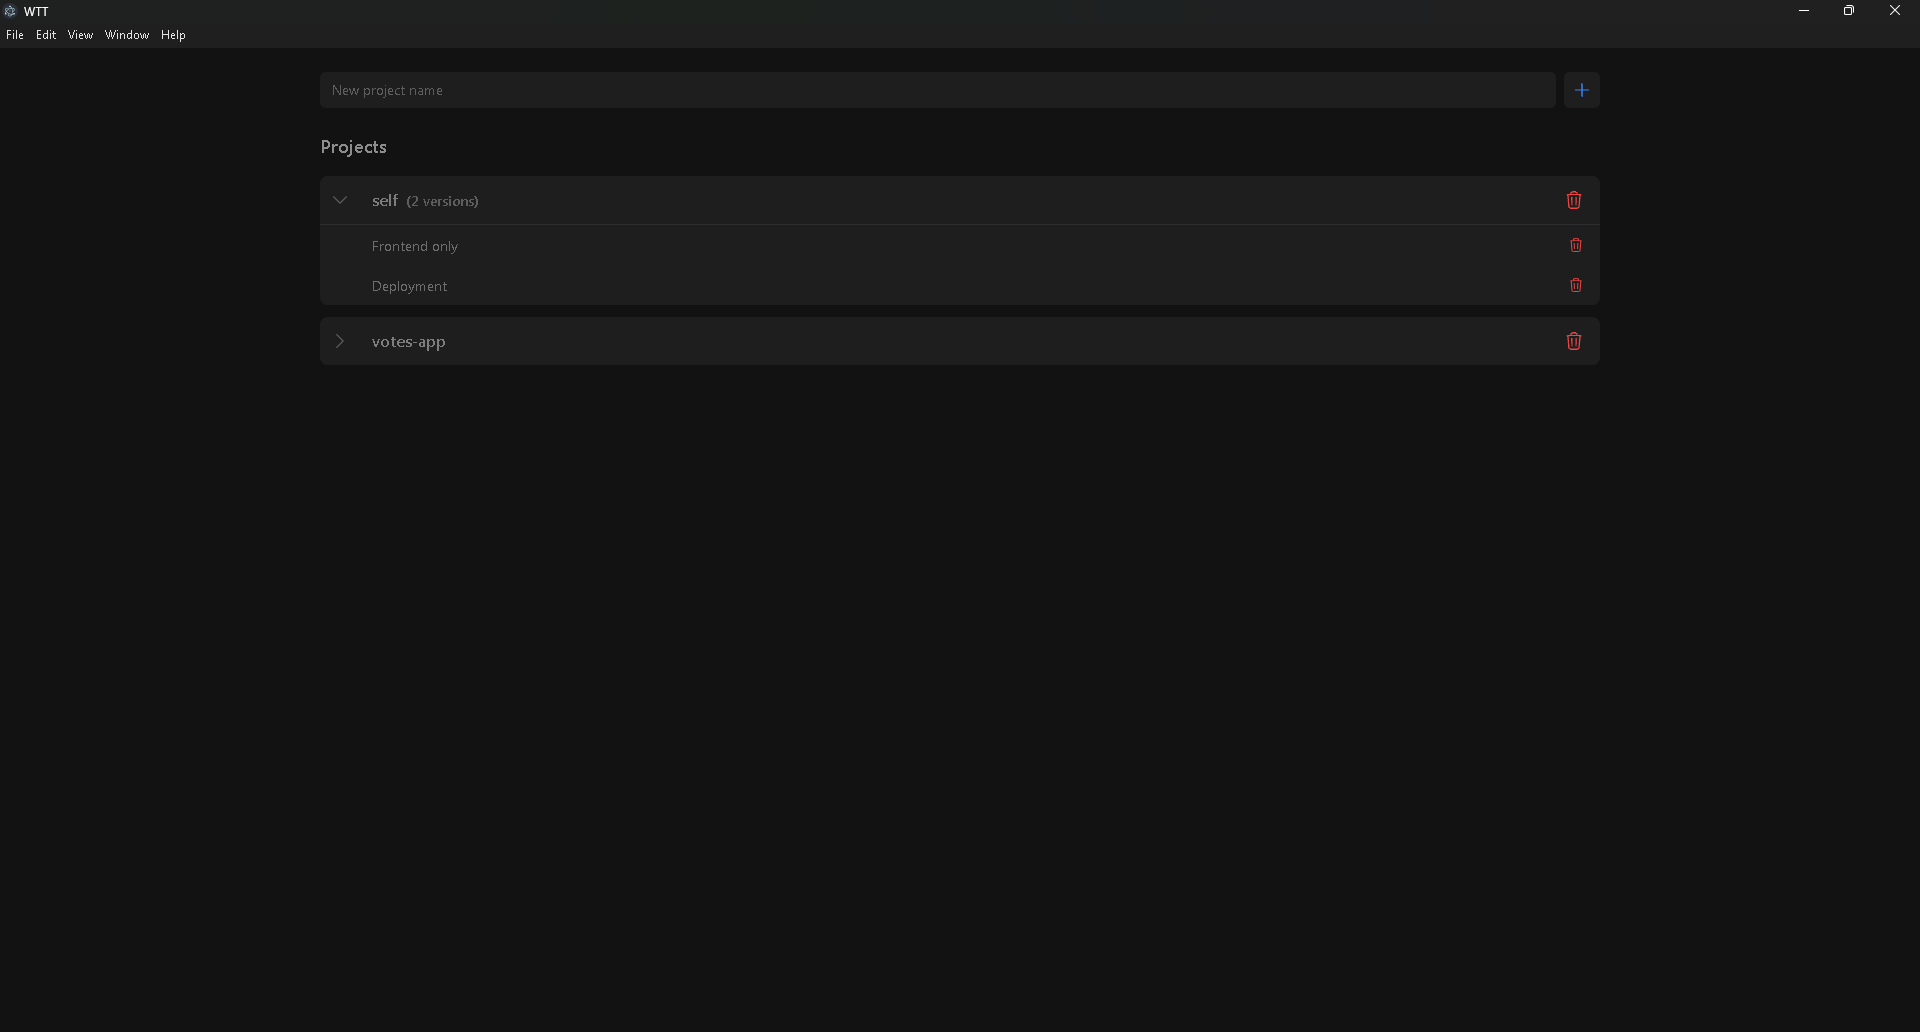 WTT
File Edit View Window Help
New project name
Projects
self (2 versions)
Frontend only
Deployment
votes-app